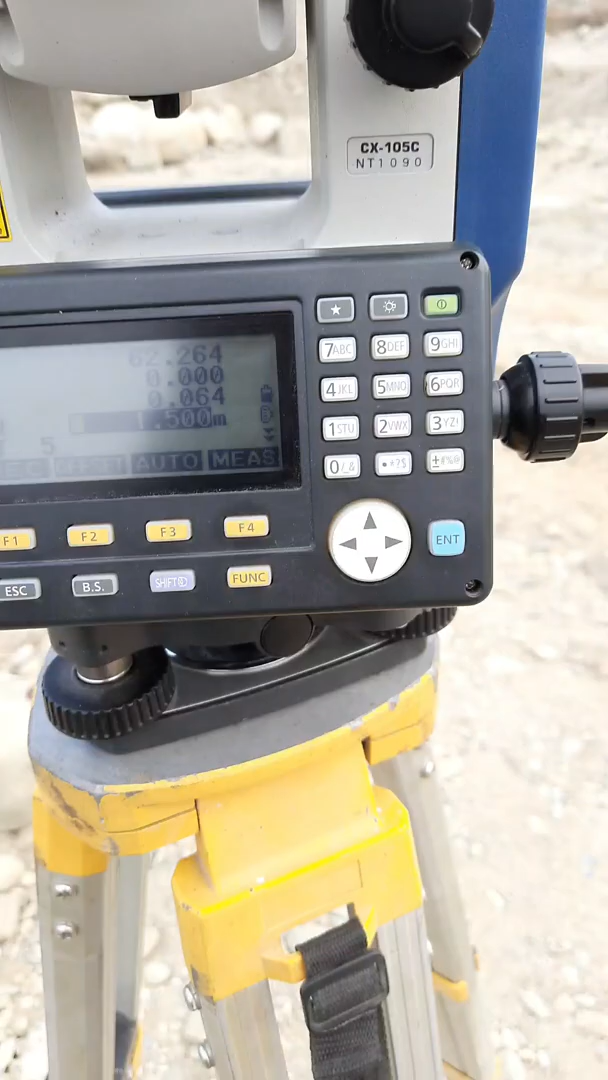 CX-105C
NT1090
62.264
0.000
0.064
1.500m
5
AUTO MEAS
7ABC 8DEF 9GHI
4JKL 5MNO 6PQR
1STU 2VWX 3YZ!
0/_& •*?$ ±#%@
F1 F2 F3 F4
ENT
ESC B.S. SHIFT FUNC